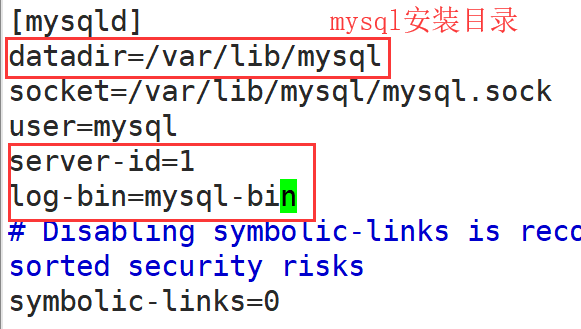 [mysqld] mysql安装目录
datadir=/var/lib/mysql
socket=/var/lib/mysql/mysql.sock
user=mysql
server-id=1
log-bin=mysql-bin
# Disabling symbolic-links is reco
sorted security risks
symbolic-links=0